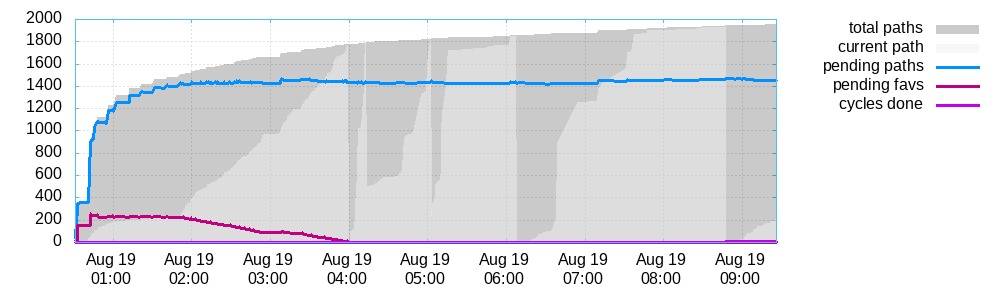 2000
1800
1600
1400
1200
1000
800
600
400
200
0
Aug 19 Aug 19 Aug 19 Aug 19 Aug 19 Aug 19 Aug 19 Aug 19 Aug 19
01:00 02:00 03:00 04:00 05:00 06:00 07:00 08:00 09:00
total paths
current path
pending paths
pending favs
cycles done